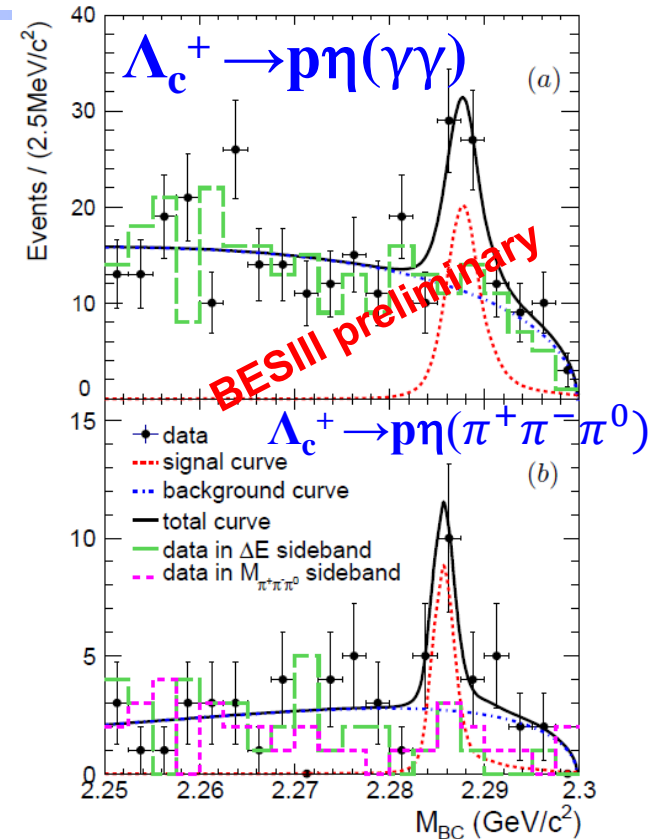 40
Λc⁺ →pη(γγ)
(a)
30
20
10
0
Events / (2.5MeV/c²)
BESIII preliminary
15
Λc⁺ →pη(π⁺π⁻π⁰)
data
(b)
signal curve
background curve
10
total curve
data in ΔE sideband
data in Mπ⁺π⁻π⁰ sideband
5
0
2.25 2.26 2.27 2.28 2.29 2.3
M_BC (GeV/c²)